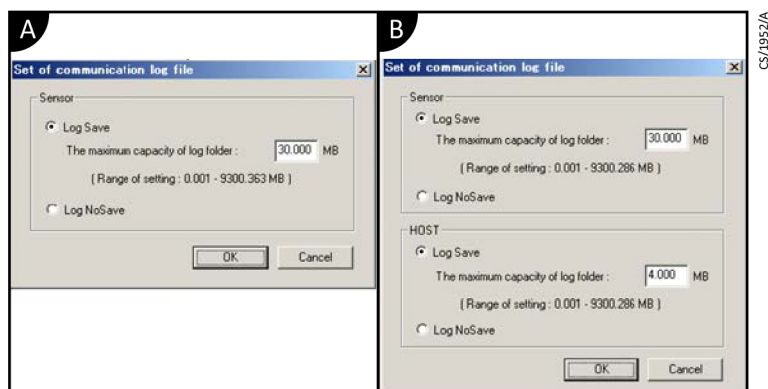 A
Set of communication log file
Sensor
Log Save
The maximum capacity of log folder : 30.000 MB
( Range of setting : 0.001 - 9300.363 MB )
Log NoSave
OK Cancel
B
Set of communication log file
Sensor
Log Save
The maximum capacity of log folder : 30.000 MB
( Range of setting : 0.001 - 9300.286 MB )
Log NoSave
HOST
Log Save
The maximum capacity of log folder : 4.000 MB
( Range of setting : 0.001 - 9300.286 MB )
Log NoSave
OK Cancel
CS/1952/A